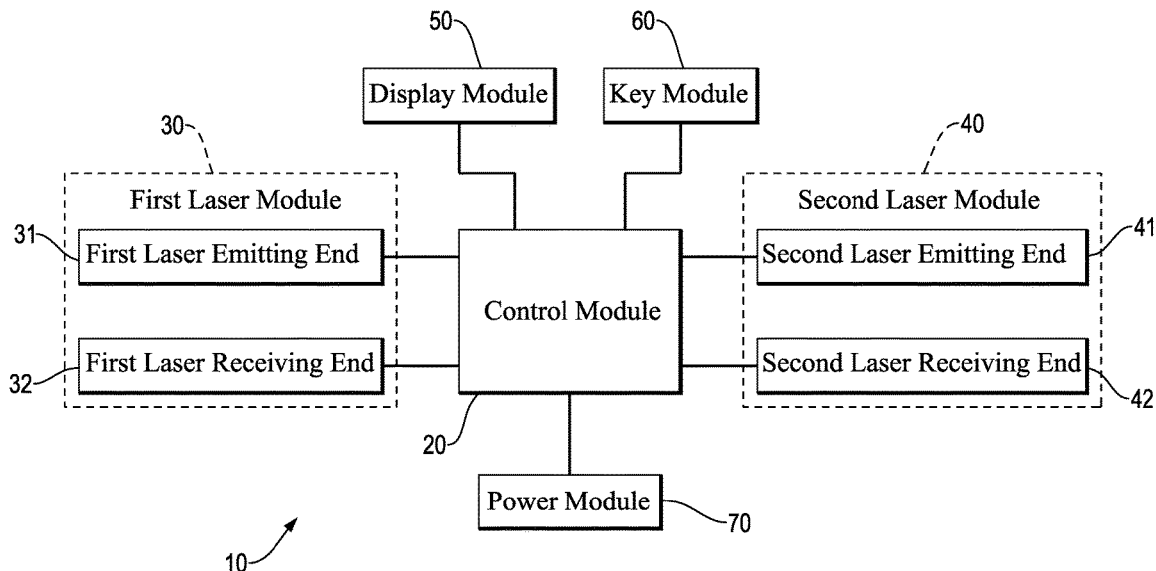 50
60
Display Module
Key Module
30
40
First Laser Module
Second Laser Module
31
First Laser Emitting End
Second Laser Emitting End
41
Control Module
32
First Laser Receiving End
Second Laser Receiving End
42
20
Power Module
70
10